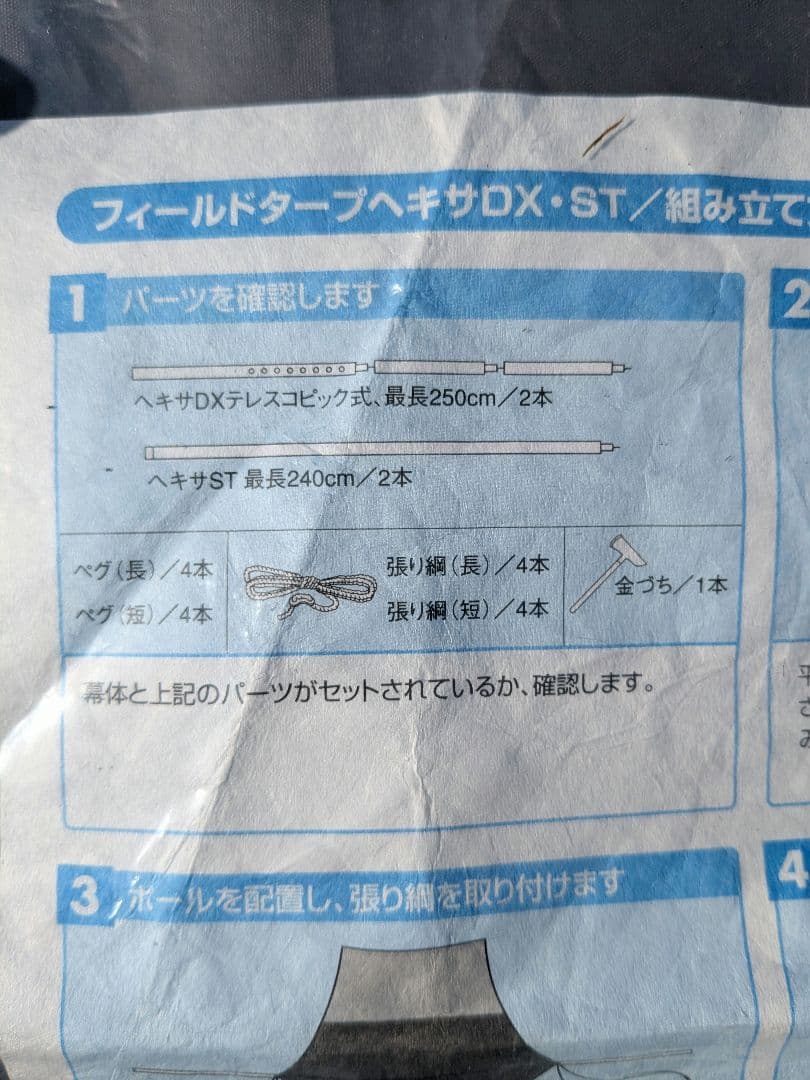 フィールドタープヘキサDX・ST／組み立て
1 パーツを確認します
ヘキサDXテレスコピック式、最長250cm／2本
ヘキサST 最長240cm／2本
ペグ（長）／4本
ペグ（短）／4本
張り綱（長）／4本
張り綱（短）／4本
金づち／1本
幕体と上記のパーツがセットされているか、確認します。
2
平
さ
み
3 ポールを配置し、張り綱を取り付けます
4